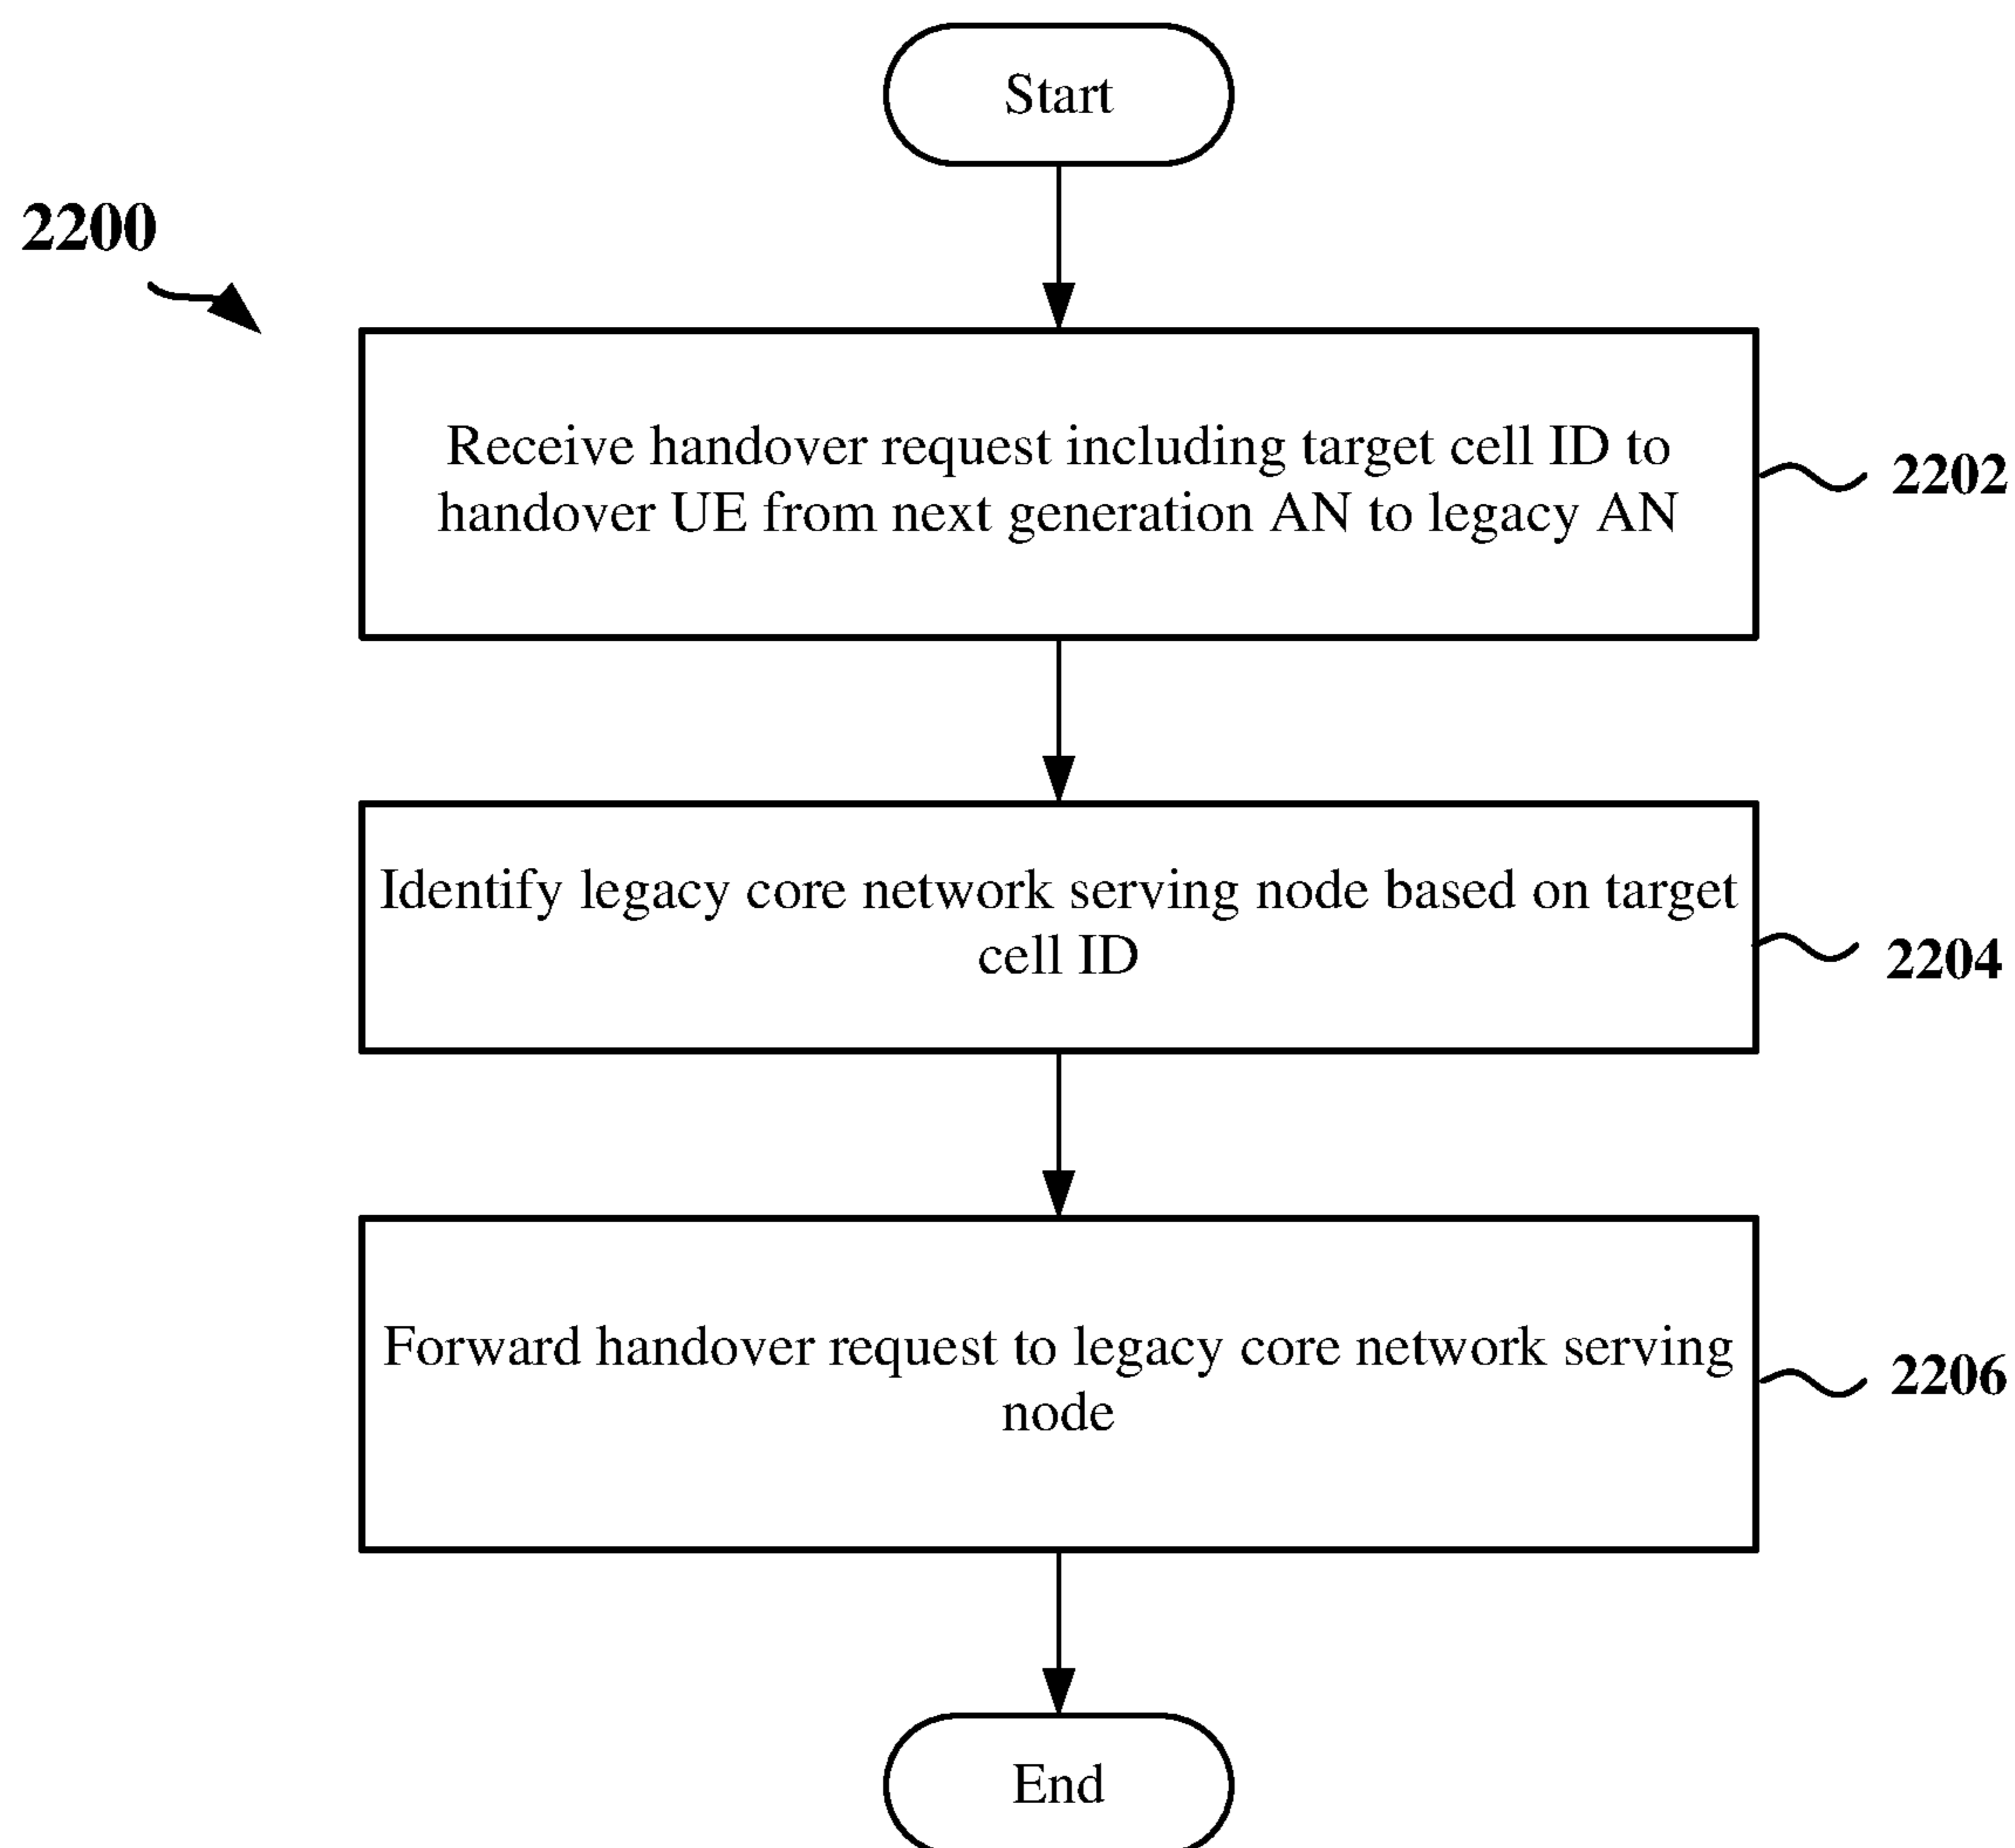 Start
2200
Receive handover request including target cell ID to
handover UE from next generation AN to legacy AN
2202
Identify legacy core network serving node based on target
cell ID
2204
Forward handover request to legacy core network serving
node
2206
End